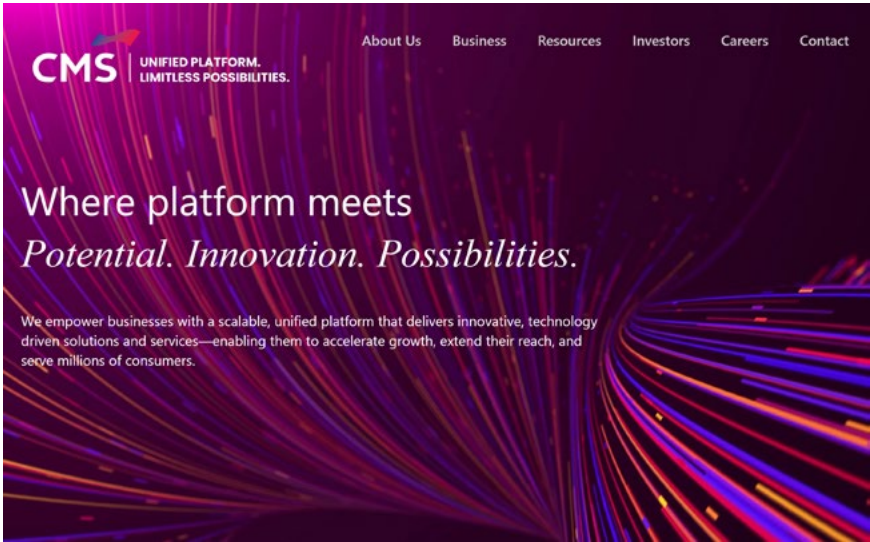 CMS
UNIFIED PLATFORM.
LIMITLESS POSSIBILITIES.
About Us Business Resources Investors Careers Contact
Where platform meets
Potential. Innovation. Possibilities.
We empower businesses with a scalable, unified platform that delivers innovative, technology
driven solutions and services—enabling them to accelerate growth, extend their reach, and
serve millions of consumers.